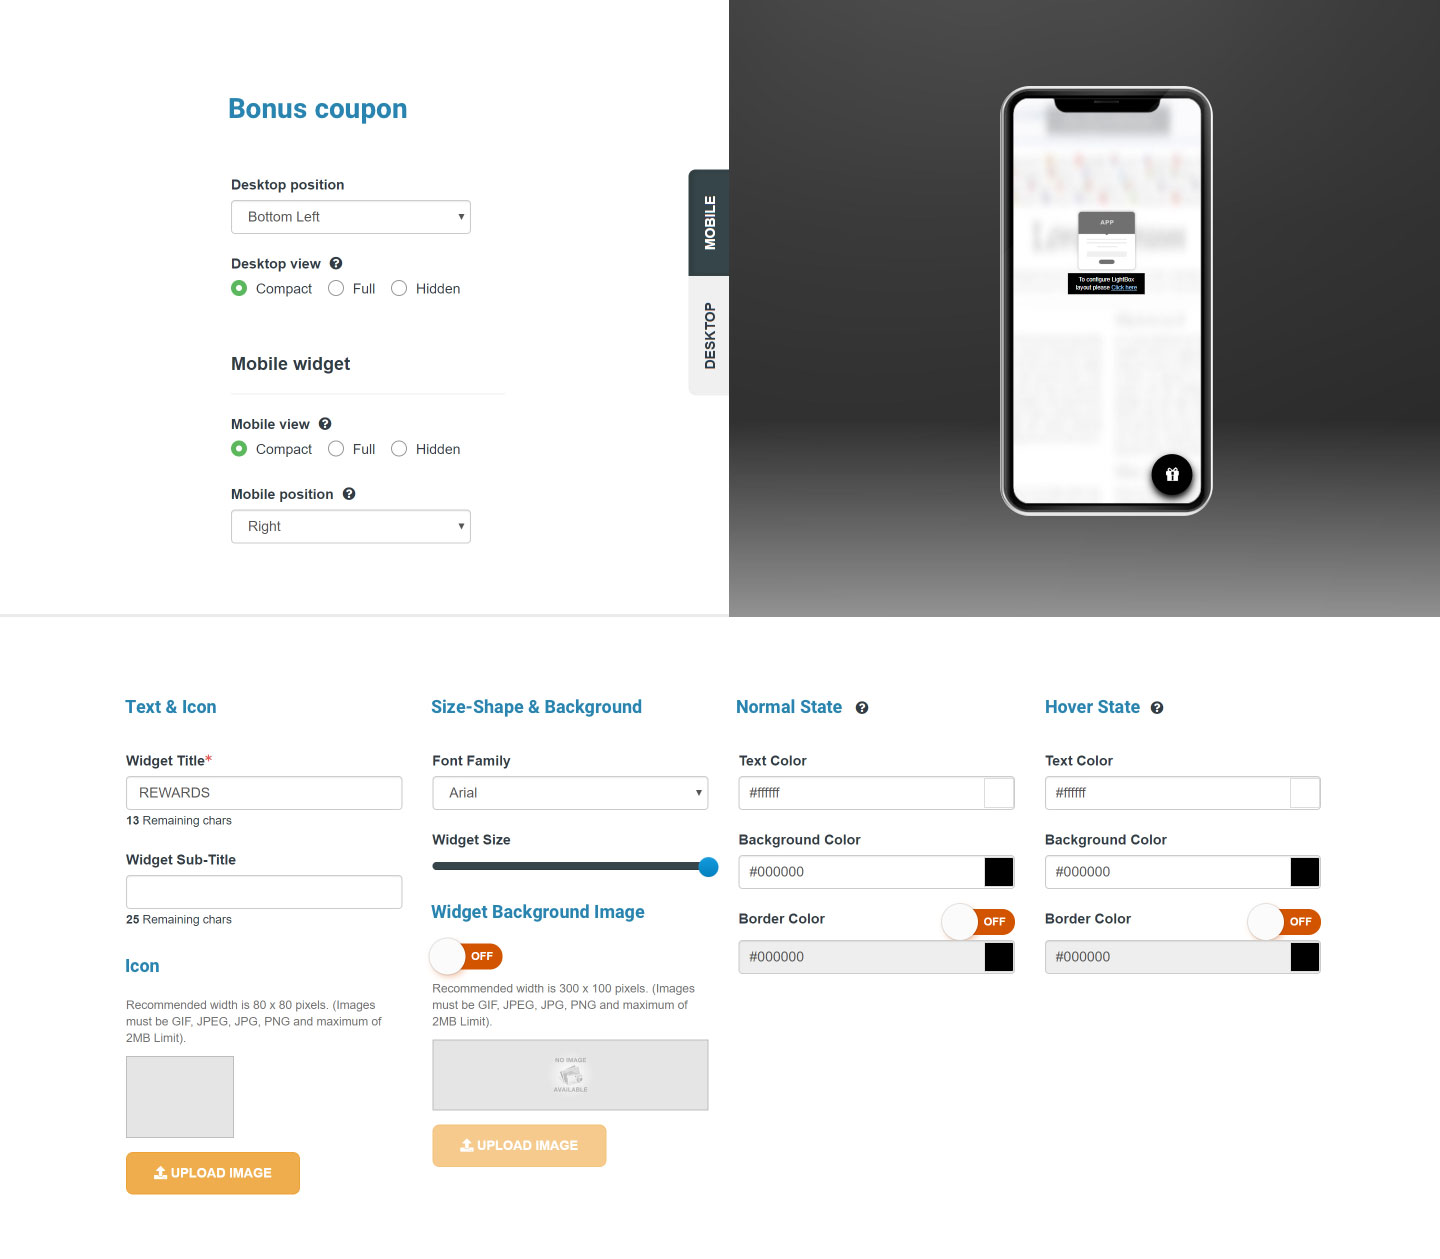 Bonus coupon
Desktop position
Bottom Left
Desktop view
Compact Full Hidden
Mobile widget
Mobile view
Compact Full Hidden
Mobile position
Right
MOBILE
DESKTOP
APP
To configure LightBox
layout please Click here
Text & Icon
Widget Title*
REWARDS
13 Remaining chars
Widget Sub-Title
25 Remaining chars
Icon
Recommended width is 80 x 80 pixels. (Images
must be GIF, JPEG, JPG, PNG and maximum of
2MB Limit).
UPLOAD IMAGE
Size-Shape & Background
Font Family
Arial
Widget Size
Widget Background Image
OFF
Recommended width is 300 x 100 pixels. (Images
must be GIF, JPEG, JPG, PNG and maximum of
2MB Limit).
NO IMAGE
AVAILABLE
UPLOAD IMAGE
Normal State
Text Color
#ffffff
Background Color
#000000
Border Color
OFF
#000000
Hover State
Text Color
#ffffff
Background Color
#000000
Border Color
OFF
#000000